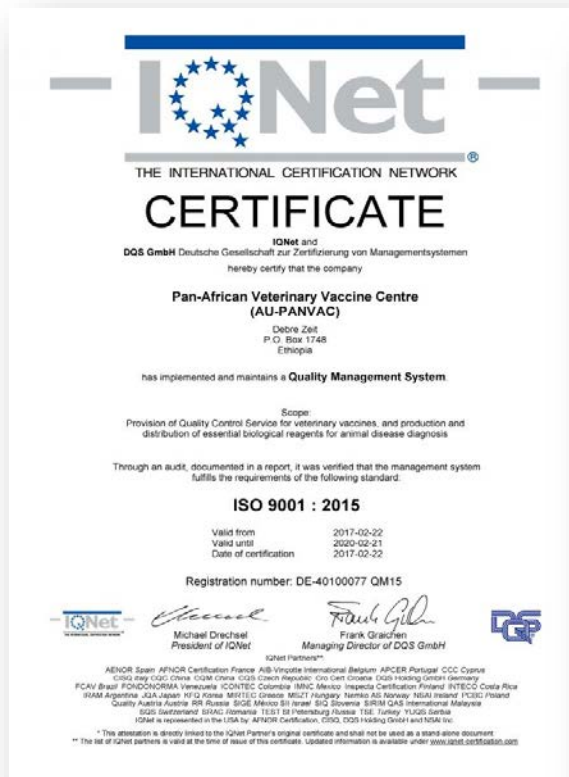 IQNet
®
THE INTERNATIONAL CERTIFICATION NETWORK
CERTIFICATE
IQNet and
DQS GmbH Deutsche Gesellschaft zur Zertifizierung von Managementsystemen
hereby certify that the company
Pan-African Veterinary Vaccine Centre
(AU-PANVAC)
Debre Zeit
P.O. Box 1748
Ethiopia
has implemented and maintains a Quality Management System.
Scope:
Provision of Quality Control Service for veterinary vaccines, and production and
distribution of essential biological reagents for animal disease diagnosis
Through an audit, documented in a report, it was verified that the management system
fulfills the requirements of the following standard:
ISO 9001 : 2015
Valid from 2017-02-22
Valid until 2020-02-21
Date of certification 2017-02-22
Registration number: DE-40100077 QM15
IQNet
Michael Drechsel
President of IQNet
Frank Graichen
Managing Director of DQS GmbH
DQS
IQNet Partners**:
AENOR Spain AFNOR Certification France AIB-Vinçotte International Belgium APCER Portugal CCC Cyprus
CISQ Italy CQC China CQM China CQS Czech Republic Cro Cert Croatia DQS Holding GmbH Germany
FCAV Brazil FONDONORMA Venezuela ICONTEC Colombia IMNC Mexico Inspecta Certification Finland INTECO Costa Rica
IRAM Argentina JQA Japan KFQ Korea MIRTEC Greece MSZT Hungary Nemko AS Norway NSAI Ireland PCBC Poland
Quality Austria Austria RR Russia SIGE México SII Israel SIQ Slovenia SIRIM QAS International Malaysia
SQS Switzerland SRAC Romania TEST St Petersburg Russia TSE Turkey YUQS Serbia
IQNet is represented in the USA by: AFNOR Certification, CISQ, DQS Holding GmbH and NSAI Inc.
* This attestation is directly linked to the IQNet Partner's original certificate and shall not be used as a stand-alone document
** The list of IQNet partners is valid at the time of issue of this certificate. Updated information is available under www.iqnet-certification.com